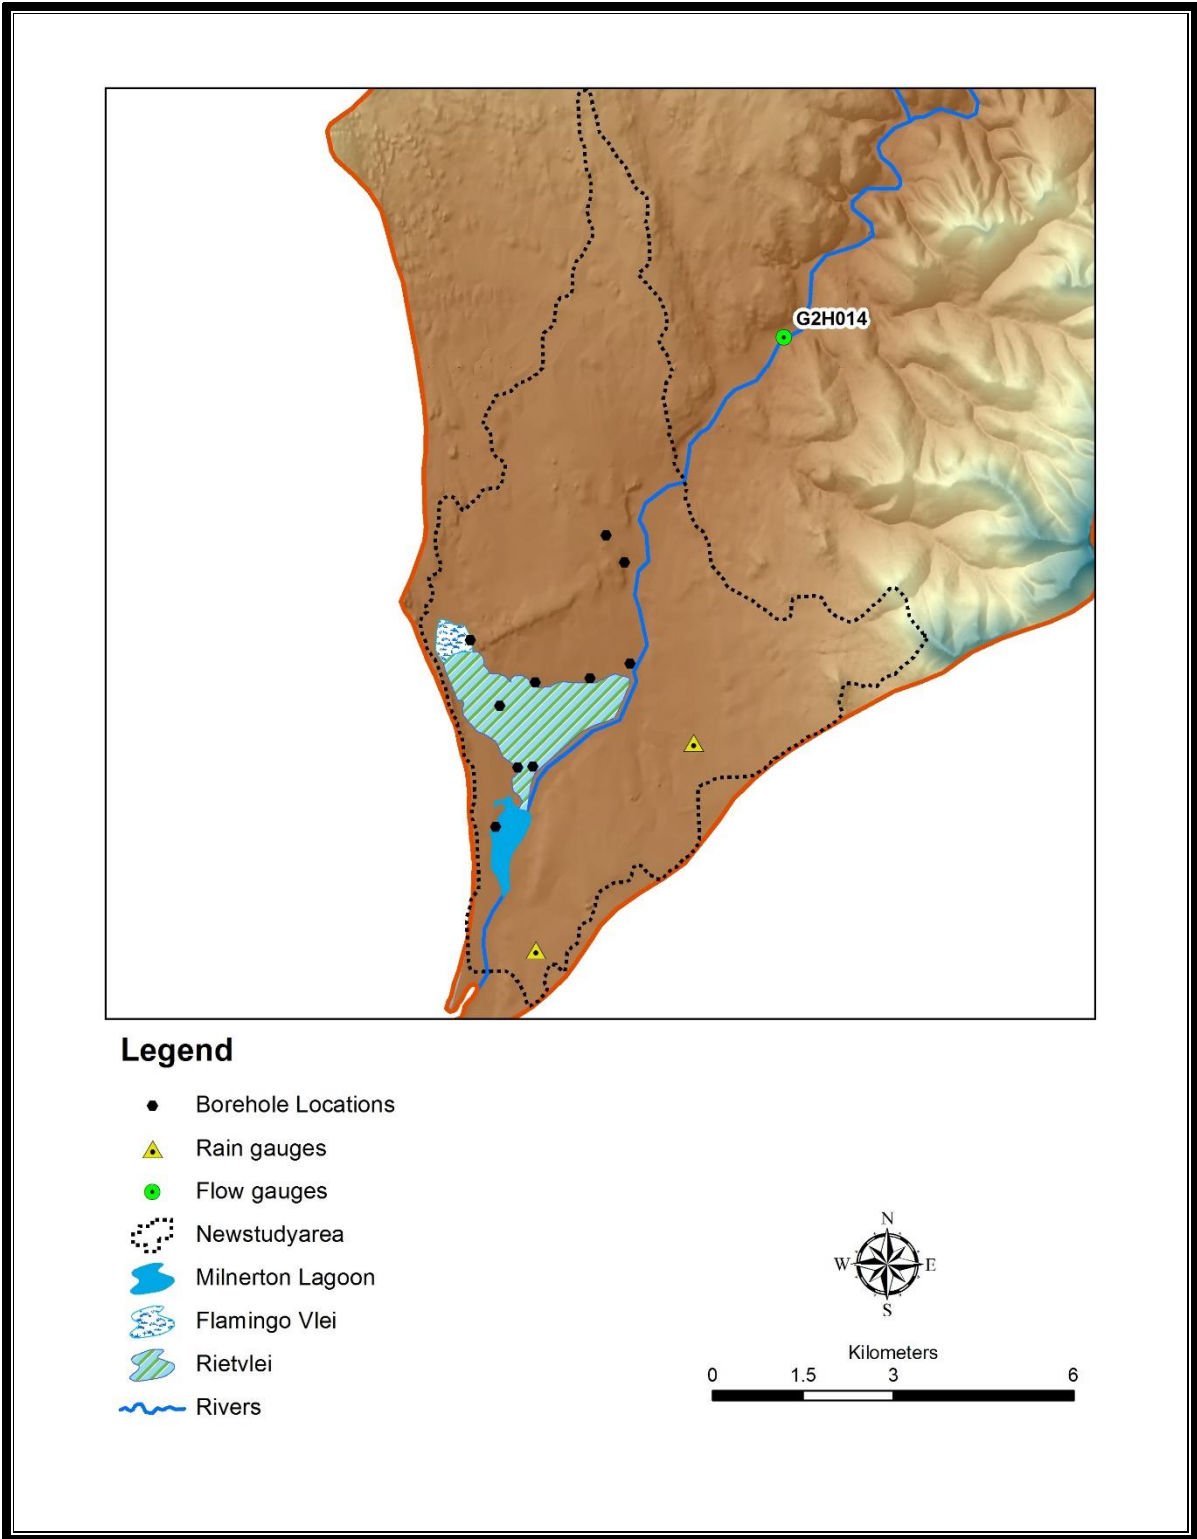 G2H014
Legend
Borehole Locations
Rain gauges
Flow gauges
Newstudyarea
Milnerton Lagoon
Flamingo Vlei
Rietvlei
Rivers
N
W E
S
Kilometers
0 1.5 3 6